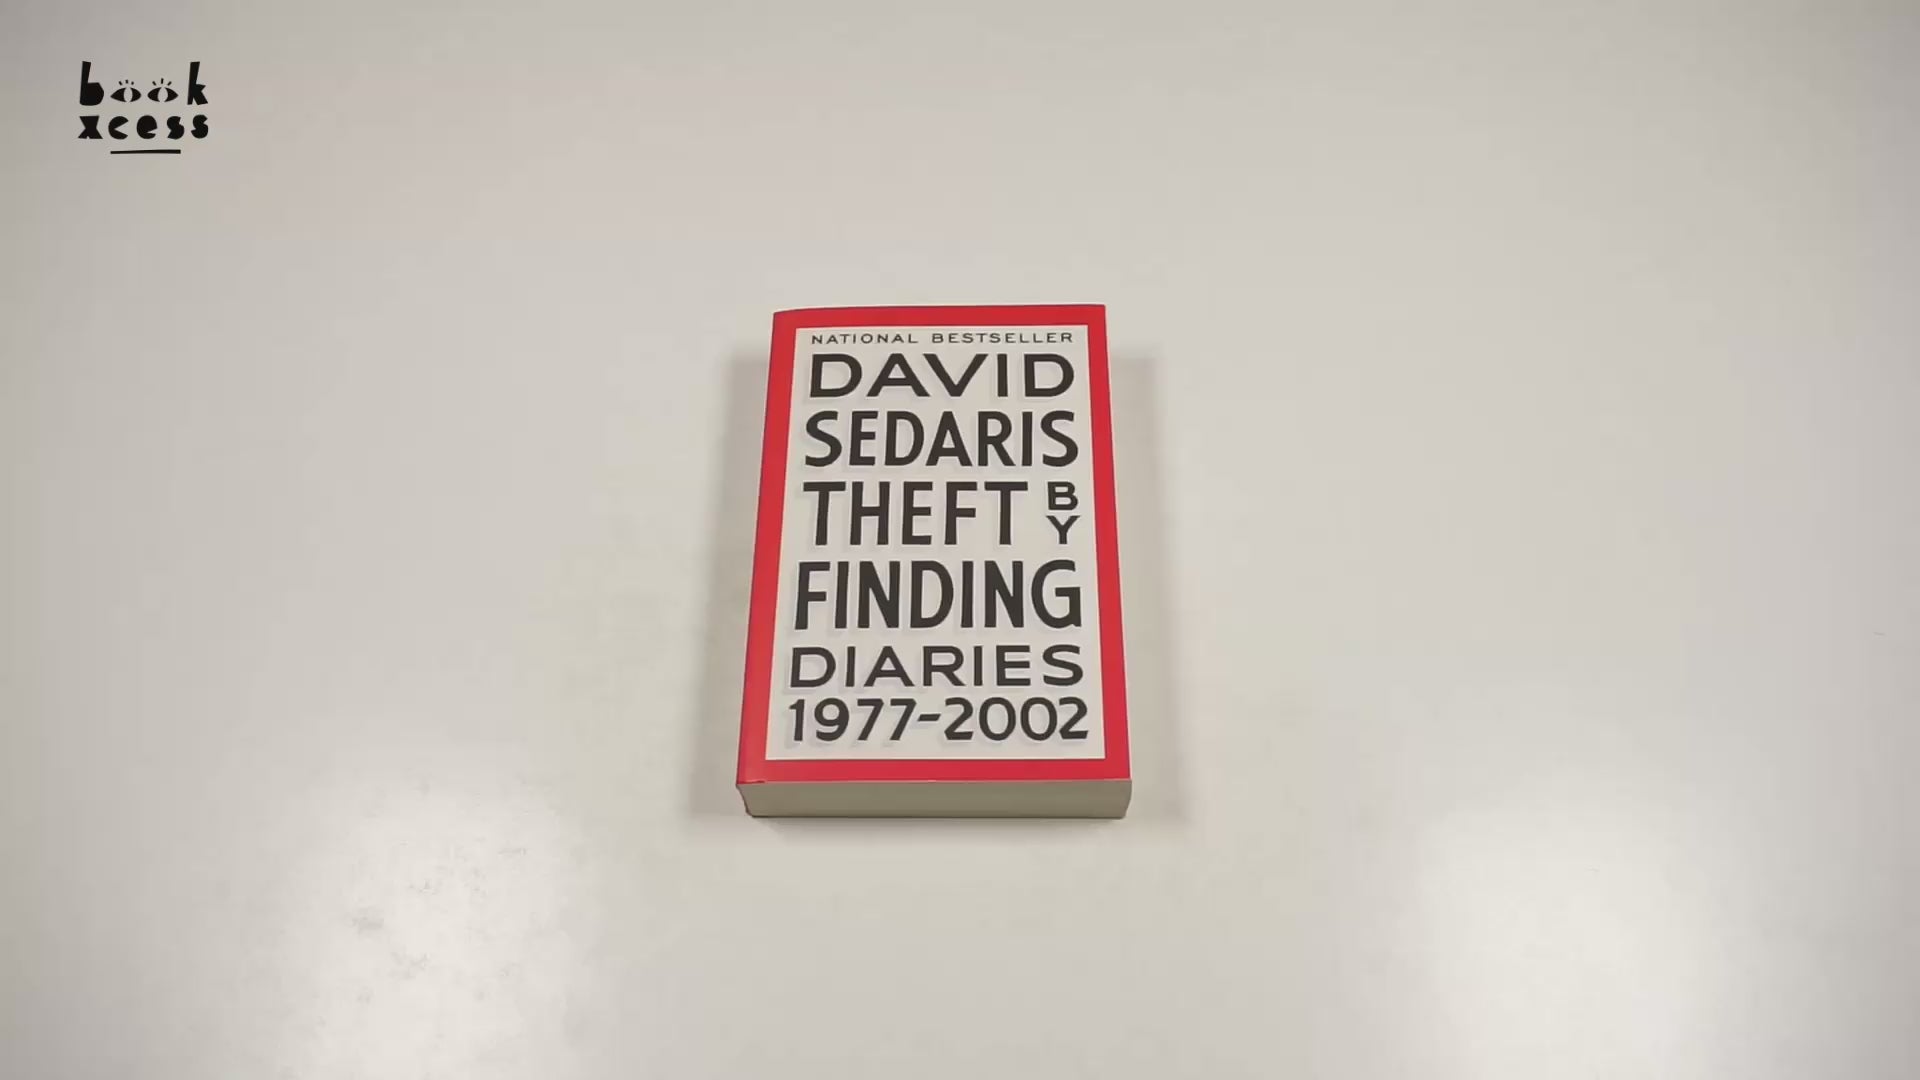 book
xcess
NATIONAL BESTSELLER
DAVID
SEDARIS
THEFT BY
FINDING
DIARIES
1977-2002